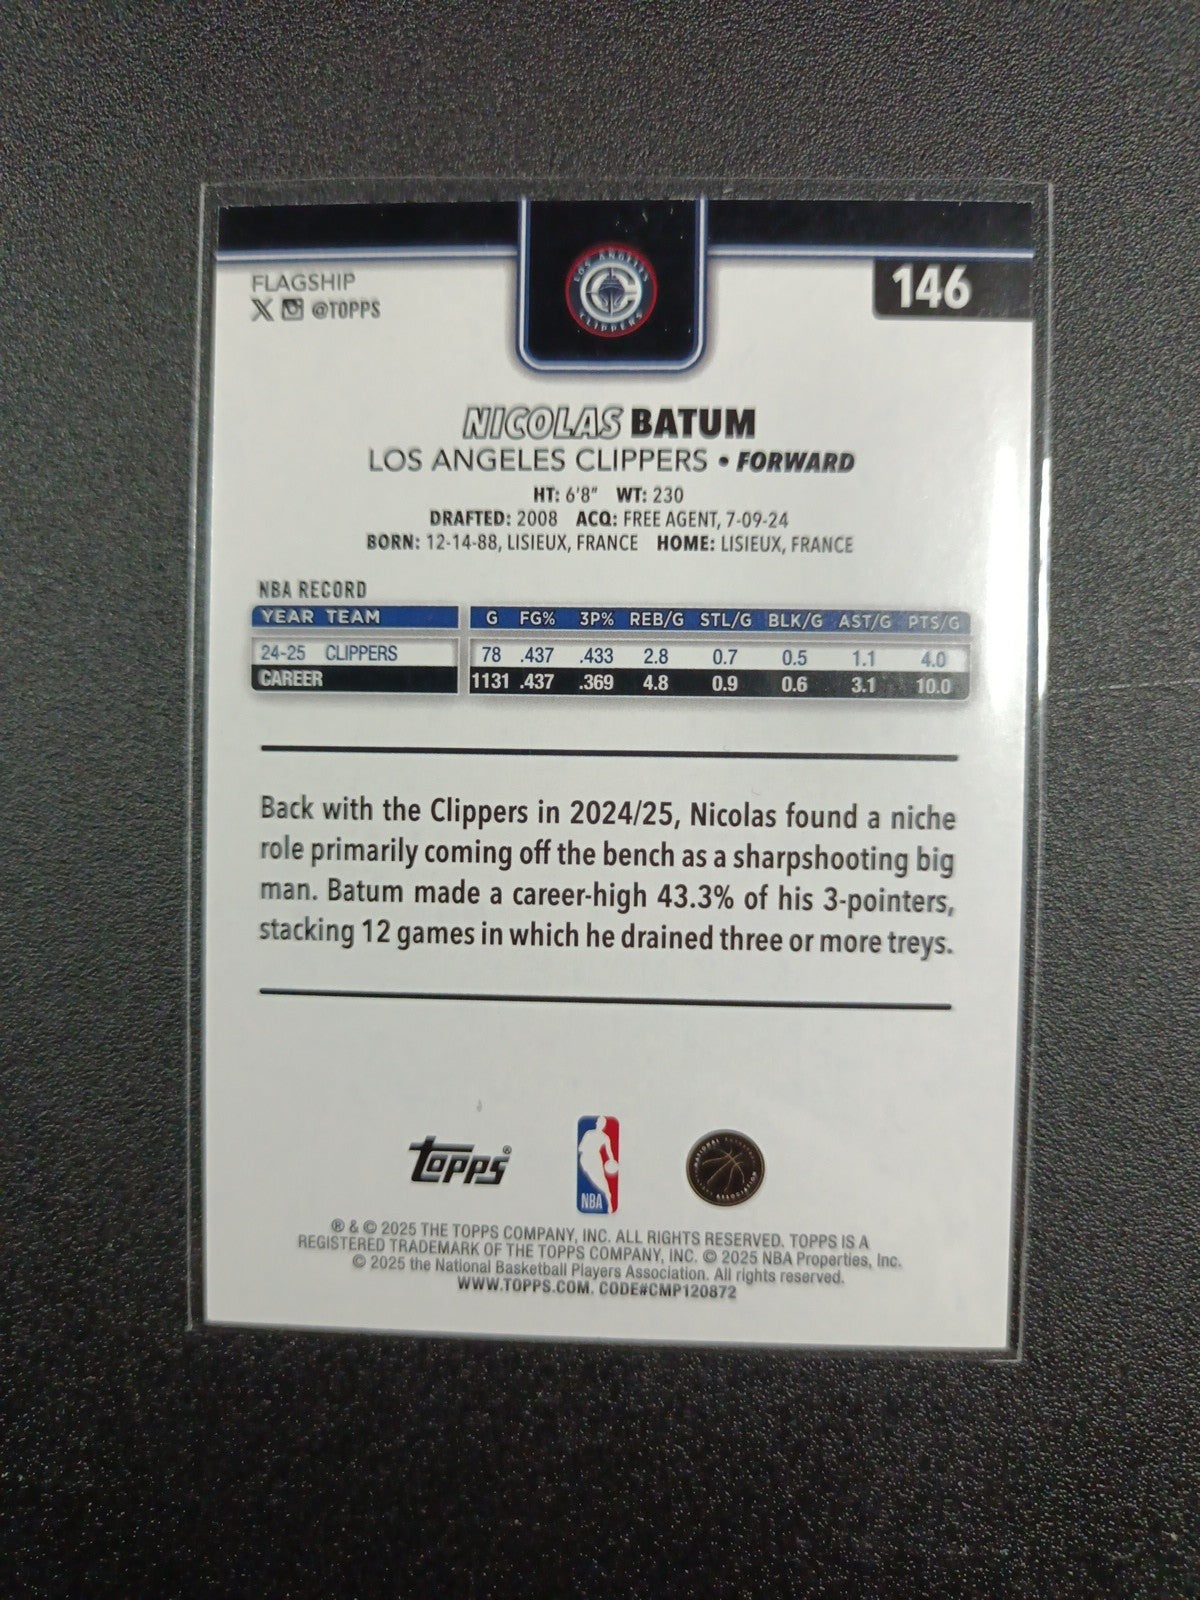 FLAGSHIP
@TOPPS
LOS ANGELES
CLIPPERS
146
NICOLAS BATUM
LOS ANGELES CLIPPERS • FORWARD
HT: 6'8" WT: 230
DRAFTED: 2008 ACQ: FREE AGENT, 7-09-24
BORN: 12-14-88, LISIEUX, FRANCE HOME: LISIEUX, FRANCE
NBA RECORD
YEAR TEAM G FG% 3P% REB/G STL/G BLK/G AST/G PTS/G
24-25 CLIPPERS 78 .437 .433 2.8 0.7 0.5 1.1 4.0
CAREER 1131 .437 .369 4.8 0.9 0.6 3.1 10.0
Back with the Clippers in 2024/25, Nicolas found a niche
role primarily coming off the bench as a sharpshooting big
man. Batum made a career-high 43.3% of his 3-pointers,
stacking 12 games in which he drained three or more treys.
topps®
NBA
NATIONAL BASKETBALL
ASSOCIATION
® & © 2025 THE TOPPS COMPANY, INC. ALL RIGHTS RESERVED. TOPPS IS A
REGISTERED TRADEMARK OF THE TOPPS COMPANY, INC. © 2025 NBA Properties, Inc.
© 2025 the National Basketball Players Association. All rights reserved.
WWW.TOPPS.COM. CODE#CMP120872